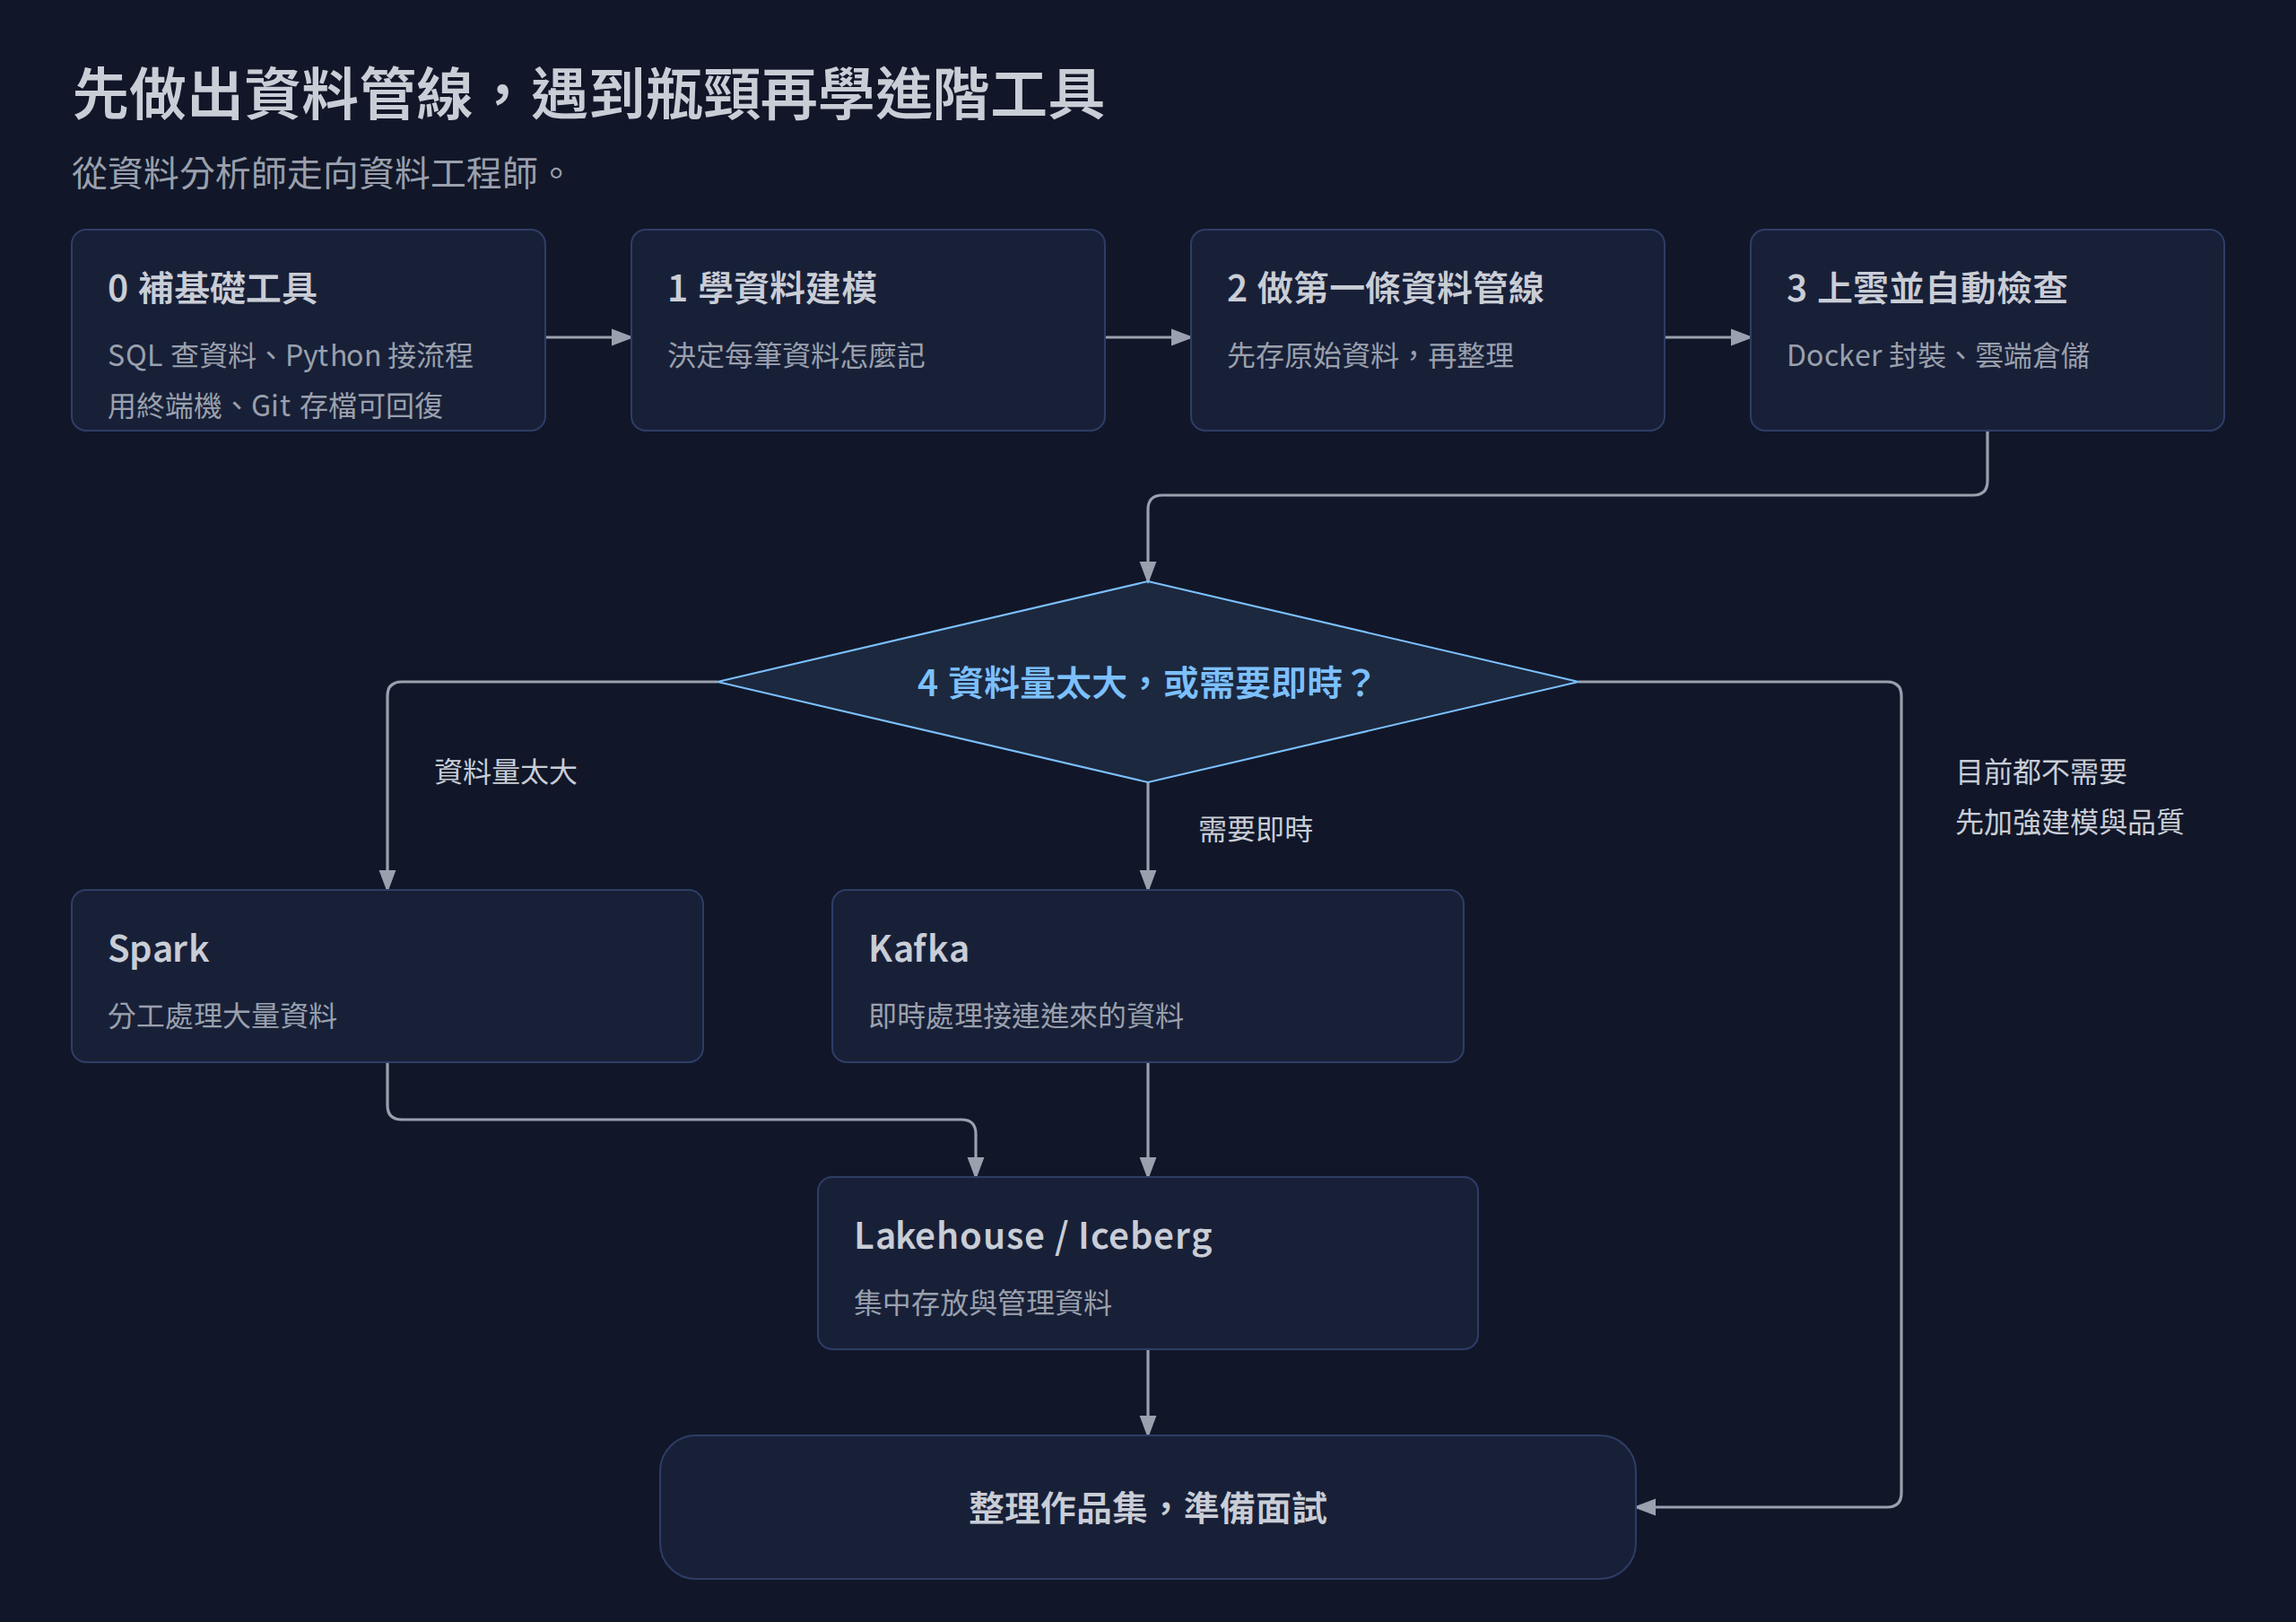 先做出資料管線，遇到瓶頸再學進階工具
從資料分析師走向資料工程師。
0 補基礎工具
SQL 查資料、Python 接流程
用終端機、Git 存檔可回復
1 學資料建模
決定每筆資料怎麼記
2 做第一條資料管線
先存原始資料，再整理
3 上雲並自動檢查
Docker 封裝、雲端倉儲
4 資料量太大，或需要即時？
資料量太大
需要即時
目前都不需要
先加強建模與品質
Spark
分工處理大量資料
Kafka
即時處理接連進來的資料
Lakehouse / Iceberg
集中存放與管理資料
整理作品集，準備面試